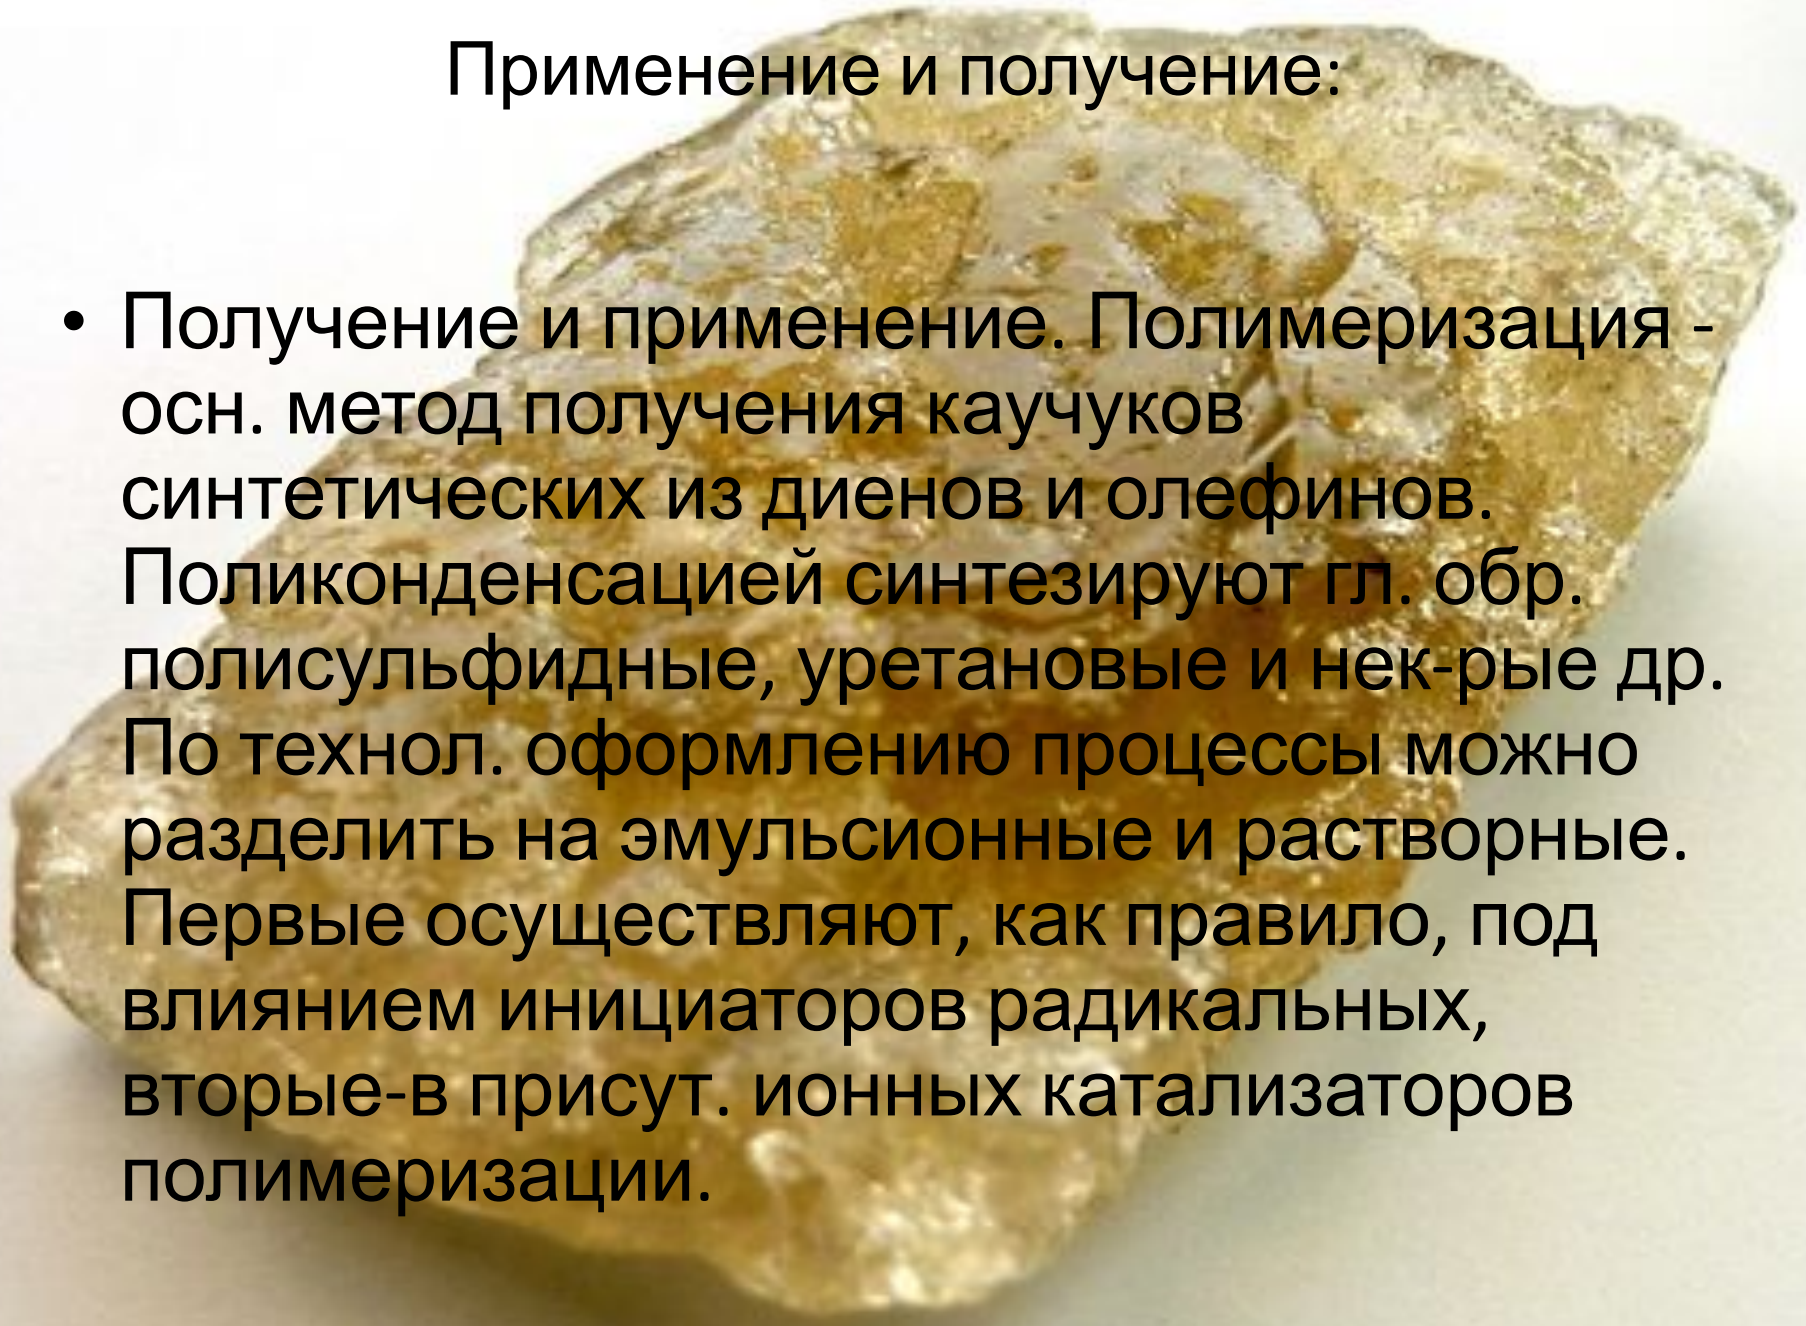 Применение и получение:
• Получение и применение. Полимеризация -
осн. метод получения каучуков
синтетических из диенов и олефинов.
Поликонденсацией синтезируют гл. обр.
полисульфидные, уретановые и нек-рые др.
По технол. оформлению процессы можно
разделить на эмульсионные и растворные.
Первые осуществляют, как правило, под
влиянием инициаторов радикальных,
вторые-в присут. ионных катализаторов
полимеризации.